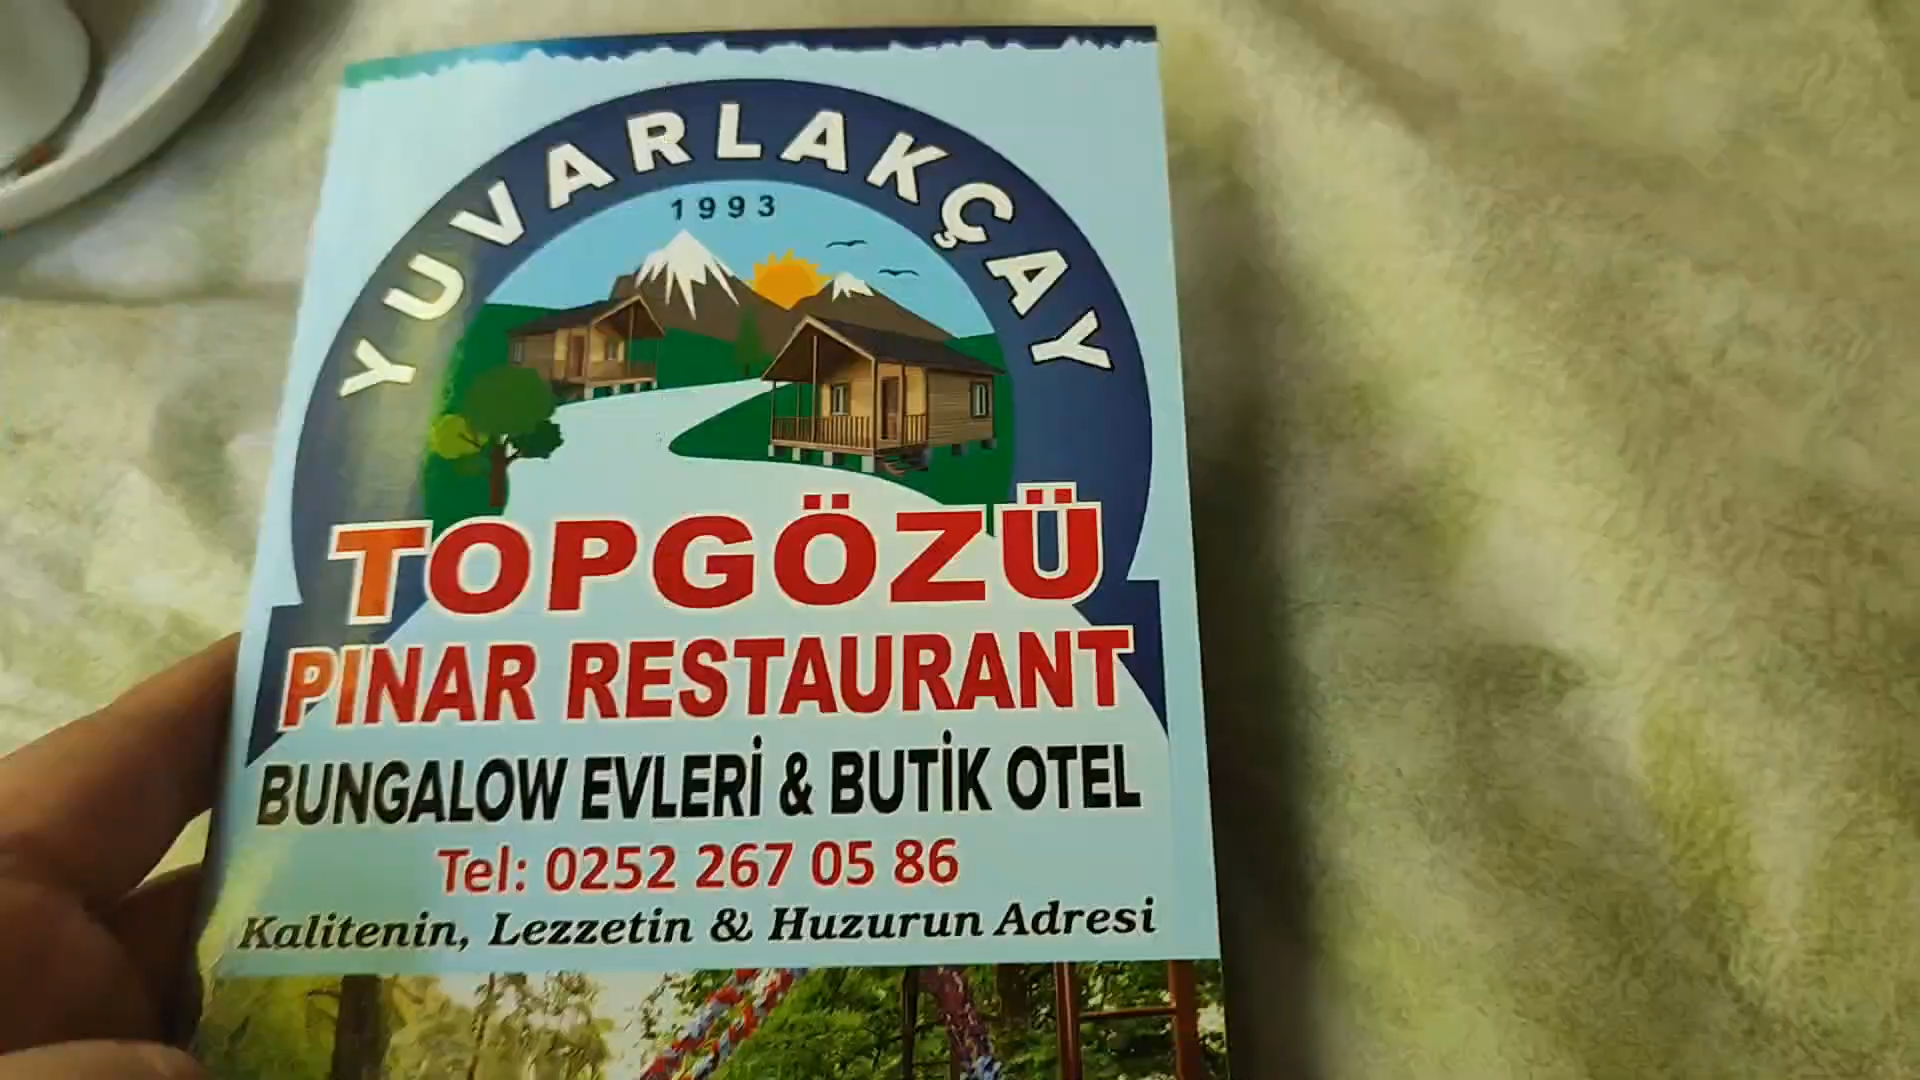 YUVARLAKÇAY
1993
TOPGÖZÜ
PINAR RESTAURANT
BUNGALOW EVLERİ & BUTİK OTEL
Tel: 0252 267 05 86
Kalitenin, Lezzetin & Huzurun Adresi